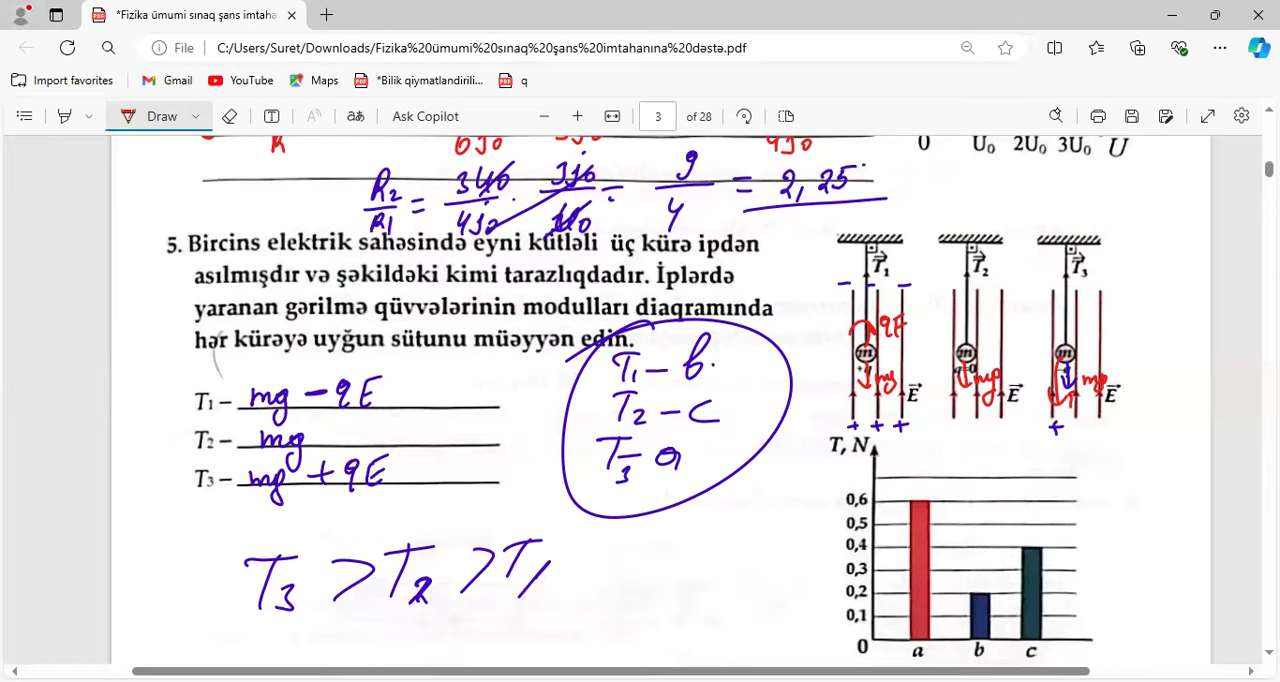 *Fizika ümumi sınaq şans imtaha
File
C:/Users/Suret/Downloads/Fizika%20ümumi%20sınaq%20şans%20imtahanına%20dəstə.pdf
Import favorites
Gmail
YouTube
Maps
*Bilik qiymatlandirili...
q
Draw
Ask Copilot
3
of 28
R
0 U₀ 2U₀ 3U₀ U
R₂/R₁ =
= 9/4 = 2,25
5. Bircins elektrik sahəsində eyni kütləli üç kürə ipdən
asılmışdır və şəkildəki kimi tarazlıqdadır. İplərdə
yaranan gərilmə qüvvələrinin modulları diaqramında
hər kürəyə uyğun sütunu müəyyən edin.
T₁ – mg – qE
T₂ – mg
T₃ – mg + qE
T₁ – b
T₂ – c
T₃ – a
T₃ > T₂ > T₁
T₁ T₂ T₃
– – –
qE
m m m
+q q=0
mg mg mg
E E E
+ + + +
T, N
0,6
0,5
0,4
0,3
0,2
0,1
0
a b c